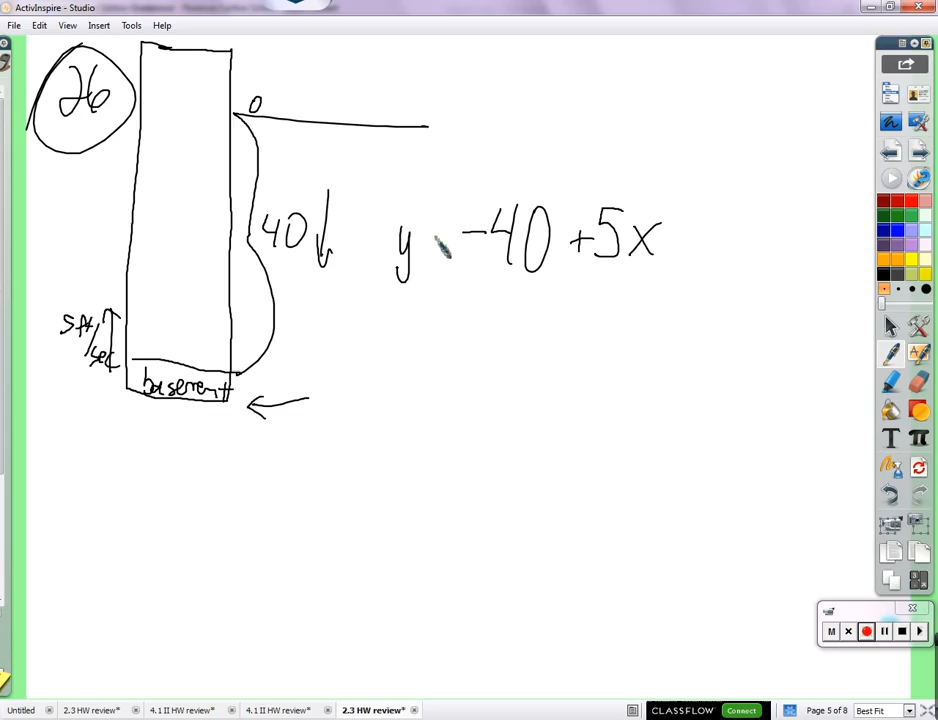 ActivInspire - Studio
File Edit View Insert Tools Help
26
0
40 ↓
y -40 +5x
5ft/sec
basement
Untitled
2.3 HW review*
4.1 II HW review*
4.1 II HW review*
2.3 HW review*
CLASSFLOW Connect
Page 5 of 8
Best Fit
M
T